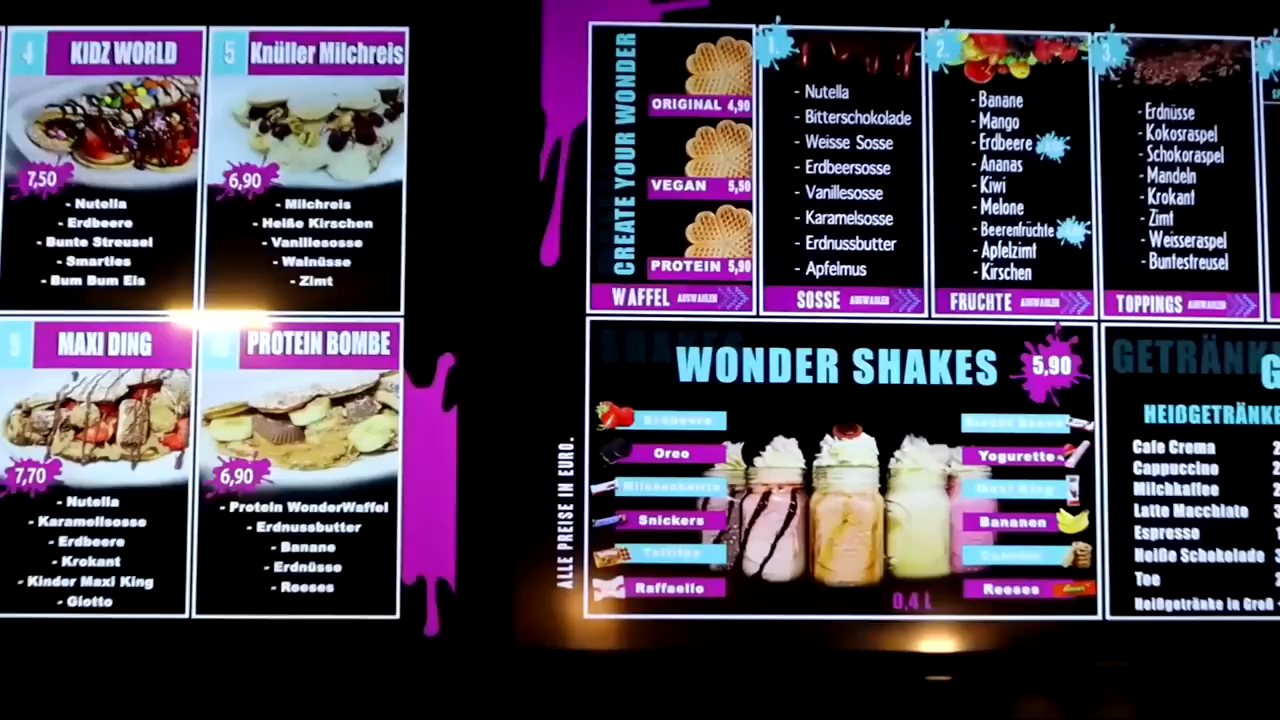 4 KIDZ WORLD
7,50
- Nutella
- Erdbeere
- Bunte Streusel
- Smarties
- Bum Bum Eis
5 Knüller Milchreis
6,90
- Milchreis
- Heiße Kirschen
- Vanillesosse
- Walnüsse
- Zimt
MAXI DING
7,70
- Nutella
- Karamellsosse
- Erdbeere
- Krokant
- Kinder Maxi King
- Giotto
PROTEIN BOMBE
6,90
- Protein WonderWaffel
- Erdnussbutter
- Banane
- Erdnüsse
- Reeses
CREATE YOUR WONDER
ORIGINAL 4,90
VEGAN 5,50
PROTEIN 5,90
WAFFEL AUSWÄHLEN
1.
- Nutella
- Bitterschokolade
- Weisse Sosse
- Erdbeersosse
- Vanillesosse
- Karamelsosse
- Erdnussbutter
- Apfelmus
SOSSE AUSWÄHLEN
2.
- Banane
- Mango
- Erdbeere
- Ananas
- Kiwi
- Melone
- Beerenfrüchte
- Apfelzimt
- Kirschen
FRÜCHTE AUSWÄHLEN
3.
- Erdnüsse
- Kokosraspel
- Schokoraspel
- Mandeln
- Krokant
- Zimt
- Weisseraspel
- Buntestreusel
TOPPINGS AUSWÄHLEN
ALLE PREISE IN EURO.
WONDER SHAKES 5,90
Erdbeere
Oreo
Milchschnitte
Snickers
Toffifee
Raffaello
Yogurette
Maxi King
Bananen
Reeses
0,4 L
GETRÄNK
HEIßGETRÄNKE
Cafe Crema
Cappuccino
Milchkaffee
Latte Macchiato
Espresso
Heiße Schokolade
Tee
Heißgetränke in Groß